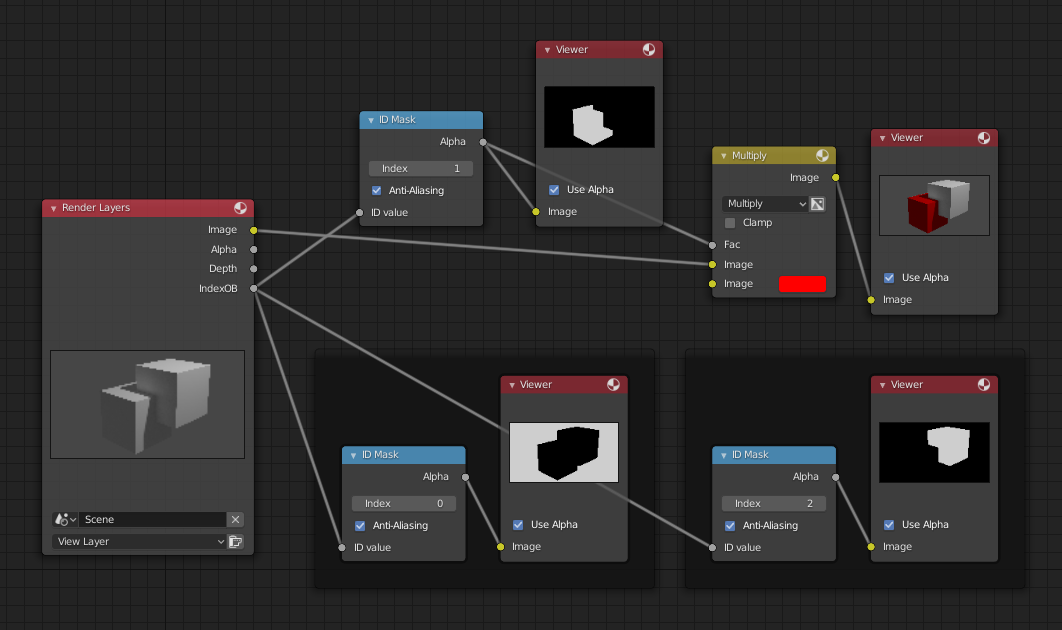 Viewer
Use Alpha
Image
ID Mask
Alpha
Index 1
Anti-Aliasing
ID value
Multiply
Image
Multiply
Clamp
Fac
Image
Image
Viewer
Use Alpha
Image
Render Layers
Image
Alpha
Depth
IndexOB
Scene
View Layer
Viewer
Use Alpha
Image
ID Mask
Alpha
Index 0
Anti-Aliasing
ID value
Viewer
Use Alpha
Image
ID Mask
Alpha
Index 2
Anti-Aliasing
ID value